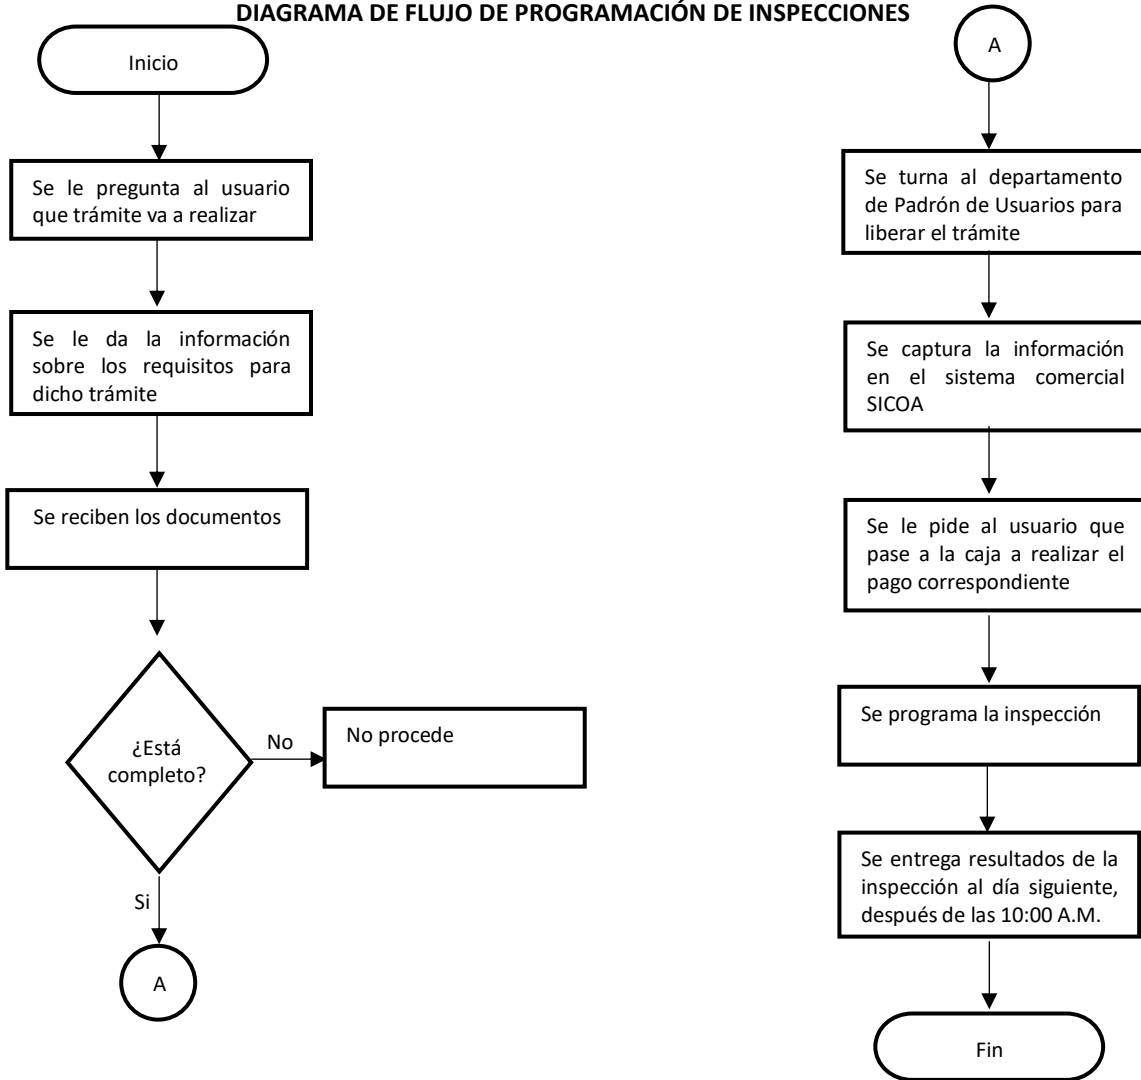 DIAGRAMA DE FLUJO DE PROGRAMACIÓN DE INSPECCIONES
Inicio
Se le pregunta al usuario
que trámite va a realizar
Se le da la información
sobre los requisitos para
dicho trámite
Se reciben los documentos
¿Está
completo?
No
No procede
Si
A
A
Se turna al departamento
de Padrón de Usuarios para
liberar el trámite
Se captura la información
en el sistema comercial
SICOA
Se le pide al usuario que
pase a la caja a realizar el
pago correspondiente
Se programa la inspección
Se entrega resultados de la
inspección al día siguiente,
después de las 10:00 A.M.
Fin